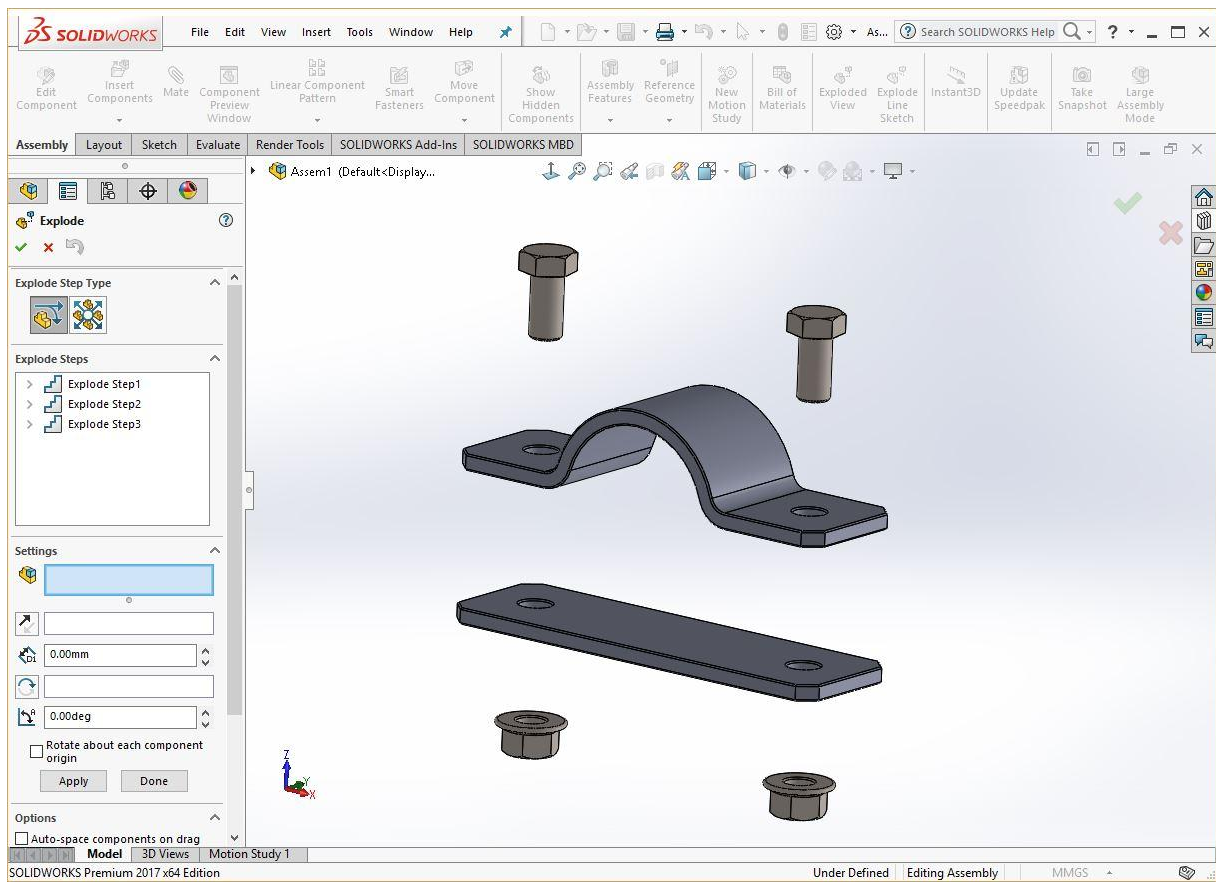 SOLIDWORKS
File Edit View Insert Tools Window Help
As...
Search SOLIDWORKS Help
?
Edit Component
Insert Components
Mate
Component Preview Window
Linear Component Pattern
Smart Fasteners
Move Component
Show Hidden Components
Assembly Features
Reference Geometry
New Motion Study
Bill of Materials
Exploded View
Explode Line Sketch
Instant3D
Update Speedpak
Take Snapshot
Large Assembly Mode
Assembly Layout Sketch Evaluate Render Tools SOLIDWORKS Add-Ins SOLIDWORKS MBD
Assem1 (Default<Display...
Explode
?
Explode Step Type
Explode Steps
Explode Step1
Explode Step2
Explode Step3
Settings
D1
0.00mm
0.00deg
Rotate about each component
origin
Apply Done
Options
Auto-space components on drag
Z
Y
X
Model 3D Views Motion Study 1
SOLIDWORKS Premium 2017 x64 Edition
Under Defined Editing Assembly MMGS